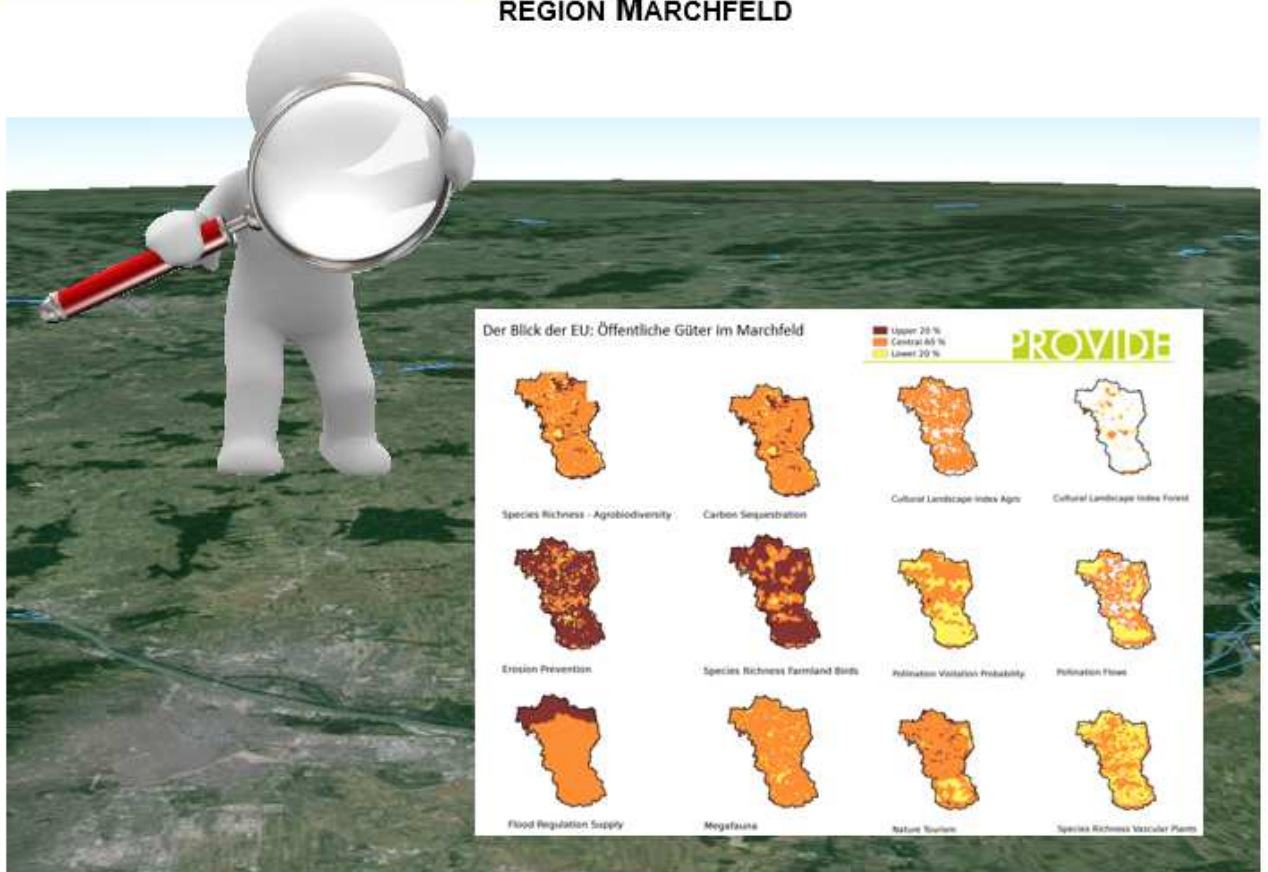 REGION MARCHFELD
Der Blick der EU: Öffentliche Güter im Marchfeld
Upper 20 %
Central 60 %
Lower 20 %
PROVIDE
Species Richness - Agrobiodiversity
Carbon Sequestration
Cultural Landscape Index Agro
Cultural Landscape Index Forest
Erosion Prevention
Species Richness Farmland Birds
Pollination Visitation Probability
Pollination Flows
Flood Regulation Supply
Megafauna
Nature Tourism
Species Richness Vascular Plants